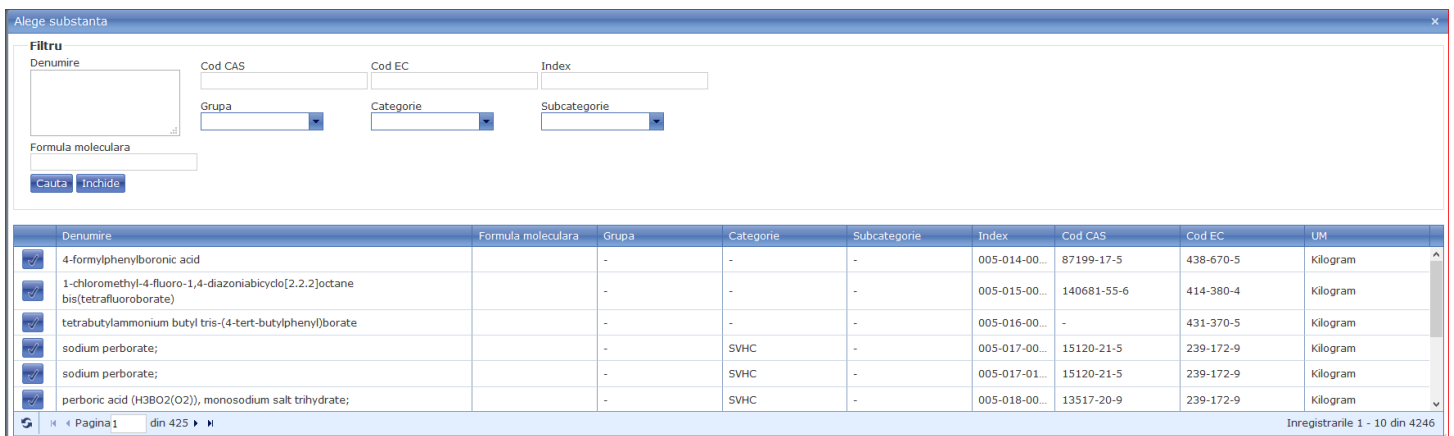 Alege substanta
Filtru
Denumire
Cod CAS
Cod EC
Index
Grupa
Categorie
Subcategorie
Formula moleculara
Cauta Inchide
Denumire Formula moleculara Grupa Categorie Subcategorie Index Cod CAS Cod EC UM
4-formylphenylboronic acid - - - 005-014-00... 87199-17-5 438-670-5 Kilogram
1-chloromethyl-4-fluoro-1,4-diazoniabicyclo[2.2.2]octane
bis(tetrafluoroborate) - - - 005-015-00... 140681-55-6 414-380-4 Kilogram
tetrabutylammonium butyl tris-(4-tert-butylphenyl)borate - - - 005-016-00... - 431-370-5 Kilogram
sodium perborate; - SVHC - 005-017-00... 15120-21-5 239-172-9 Kilogram
sodium perborate; - SVHC - 005-017-01... 15120-21-5 239-172-9 Kilogram
perboric acid (H3BO2(O2)), monosodium salt trihydrate; - SVHC - 005-018-00... 13517-20-9 239-172-9 Kilogram
Pagina 1 din 425 Inregistrarile 1 - 10 din 4246